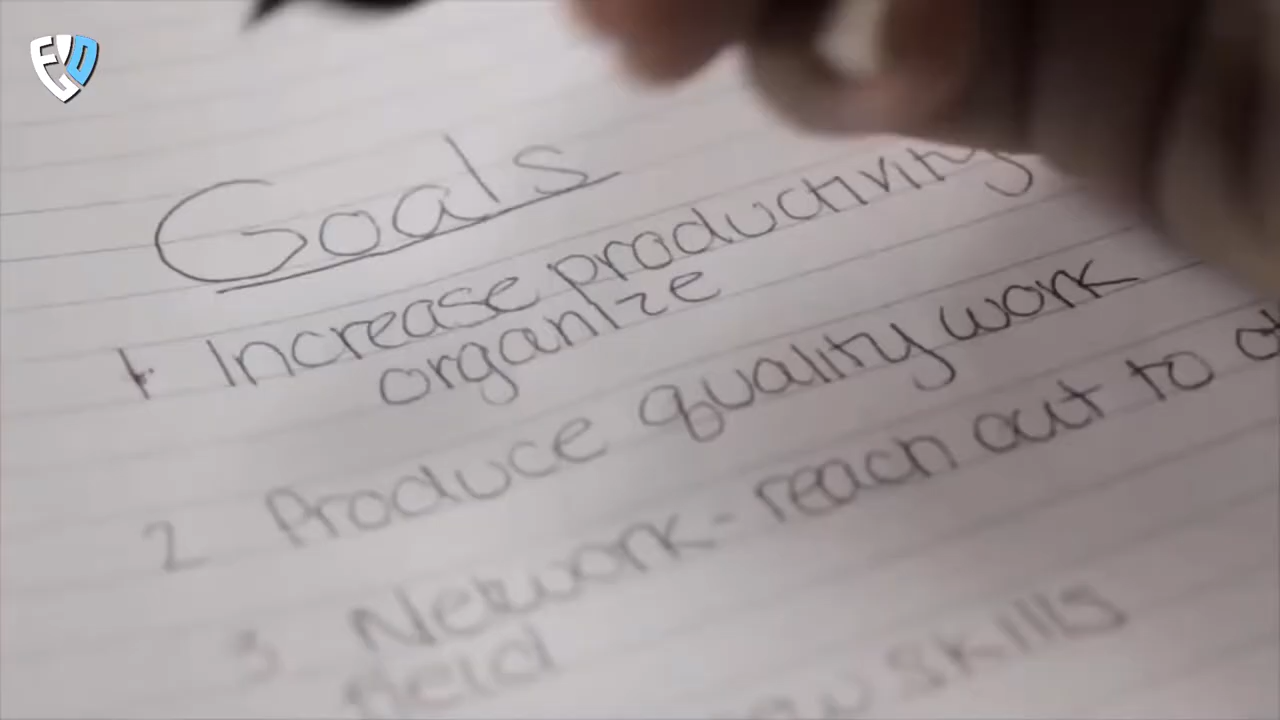 Goals
1. Increase productivity
organize
2 Produce quality work
3 Network - reach out to
field
skills